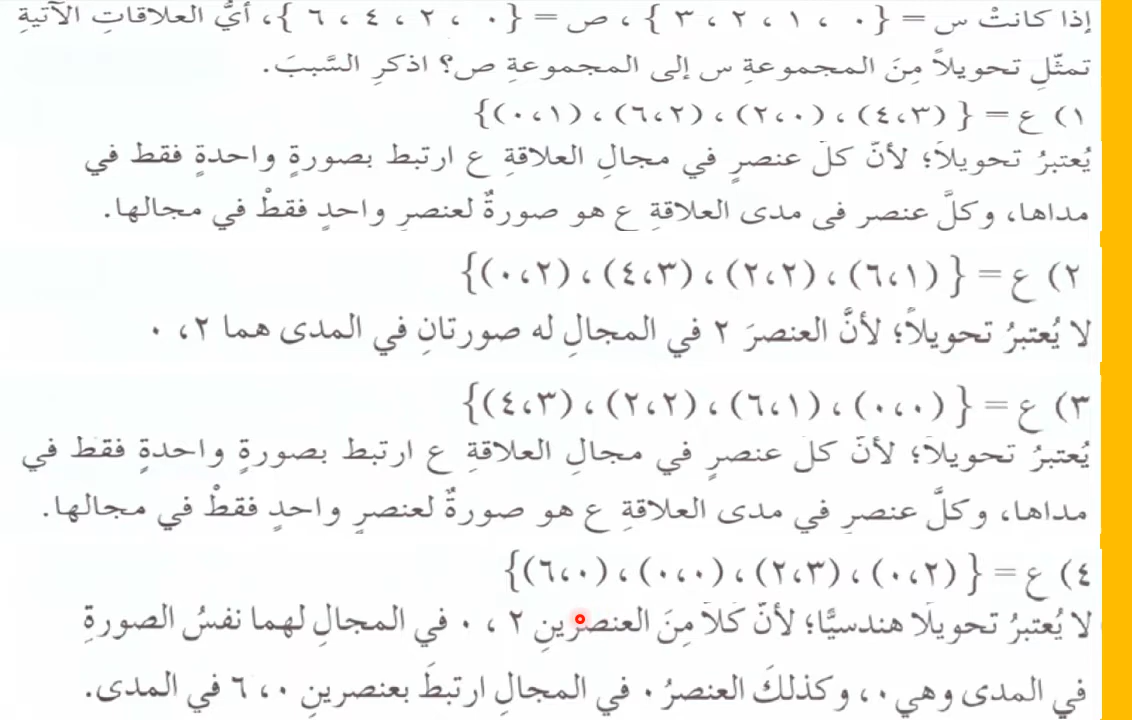 إذا كانتْ س = {٠ ، ١ ، ٢ ، ٣ } ، ص = {٠ ، ٢ ، ٤ ، ٦ }، أيُّ العلاقاتِ الآتيةِ
تمثّلِ تحويلاً مِنَ المجموعةِ س إلى المجموعةِ ص؟ اذكرِ السَّببَ.
١) ع = { (٤،٣) ، (٢،٠) ، (٦،٢) ، (٠،١)}
يُعتبرُ تحويلاً؛ لأنّ كلّ عنصرٍ في مجالِ العلاقةِ ع ارتبط بصورةٍ واحدةٍ فقط في
مداها، وكلَّ عنصر فى مدى العلاقةِ ع هو صورةٌ لعنصرٍ واحدٍ فقطْ في مجالها.
٢) ع = { (٦،١) ، (٢،٢) ، (٤،٣) ، (٠،٢)}
لا يُعتبرُ تحويلاً؛ لأنَّ العنصرَ ٢ في المجالِ له صورتانِ في المدى هما ٢، ٠
٣) ع = {(٠،٠) ، (٦،١) ، (٢،٢) ، (٤،٣)}
يُعتبرُ تحويلاً؛ لأنّ كلّ عنصرٍ في مجالِ العلاقةِ ع ارتبط بصورةٍ واحدةٍ فقط في
مداها، وكلَّ عنصرٍ في مدى العلاقةِ ع هو صورةٌ لعنصرٍ واحدٍ فقطْ في مجالها.
٤) ع = {(٠،٢) ، (٢،٣) ، (٠،٠) ، (٦،٠)}
لا يُعتبرُ تحويلًا هندسيًّا؛ لأنّ كَلاً مِنَ العنصرينِ ٢ ، ٠ في المجالِ لهما نفسُ الصورةِ
في المدى وهي ٠، وكذلكَ العنصرُ ٠ في المجالِ ارتبطَ بعنصرينِ ٠، ٦ في المدى.